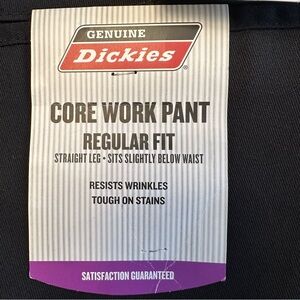 GENUINE
Dickies
CORE WORK PANT
REGULAR FIT
STRAIGHT LEG • SITS SLIGHTLY BELOW WAIST
RESISTS WRINKLES
TOUGH ON STAINS
SATISFACTION GUARANTEED